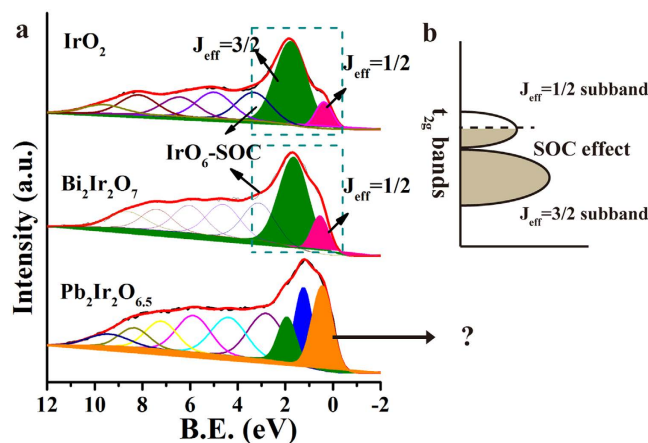 a
IrO2
Jeff=3/2
Jeff=1/2
IrO6-SOC
Bi2Ir2O7
Jeff=1/2
Pb2Ir2O6.5
?
Intensity (a.u.)
12 10 8 6 4 2 0 -2
B.E. (eV)
b
Jeff=1/2 subband
t2g bands
SOC effect
Jeff=3/2 subband